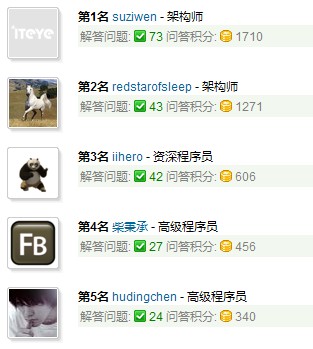 iTEYE
第1名 suziwen - 架构师
解答问题: 73 问答积分: 1710
第2名 redstarofsleep - 架构师
解答问题: 43 问答积分: 1271
第3名 iihero - 资深程序员
解答问题: 42 问答积分: 606
FB
第4名 柴秉承 - 高级程序员
解答问题: 27 问答积分: 456
第5名 hudingchen - 高级程序员
解答问题: 24 问答积分: 340